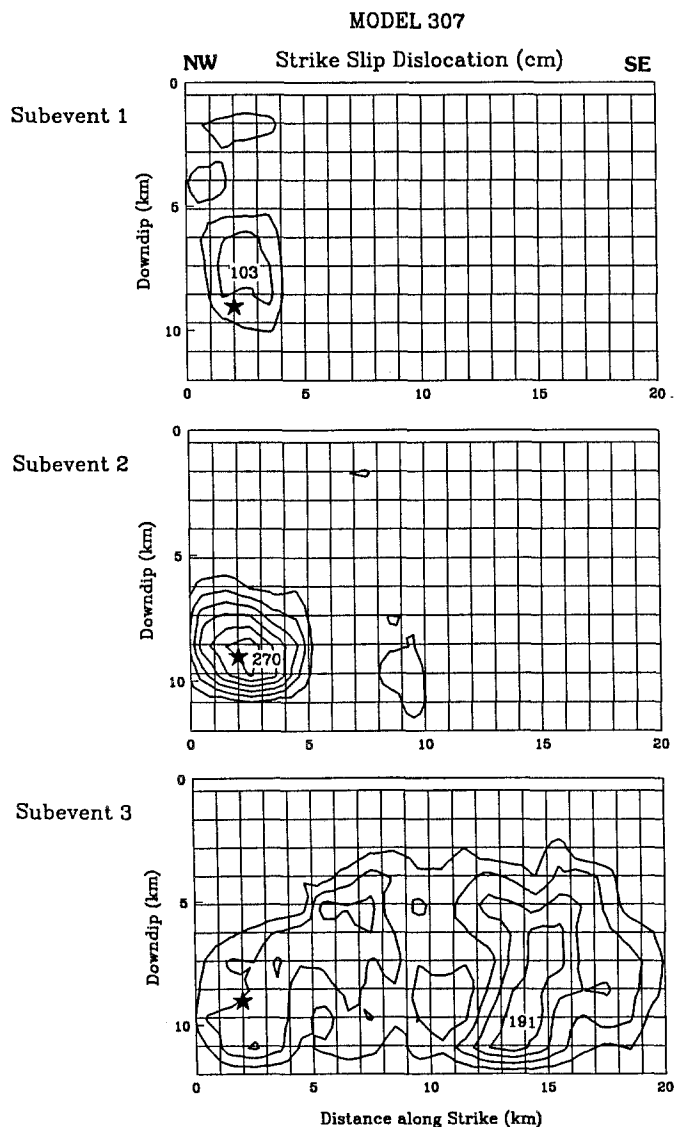 MODEL 307
NW Strike Slip Dislocation (cm) SE
Subevent 1
Downdip (km)
0
5
10
103
0 5 10 15 20
Subevent 2
Downdip (km)
0
5
10
270
0 5 10 15 20
Subevent 3
Downdip (km)
0
5
10
191
0 5 10 15 20
Distance along Strike (km)